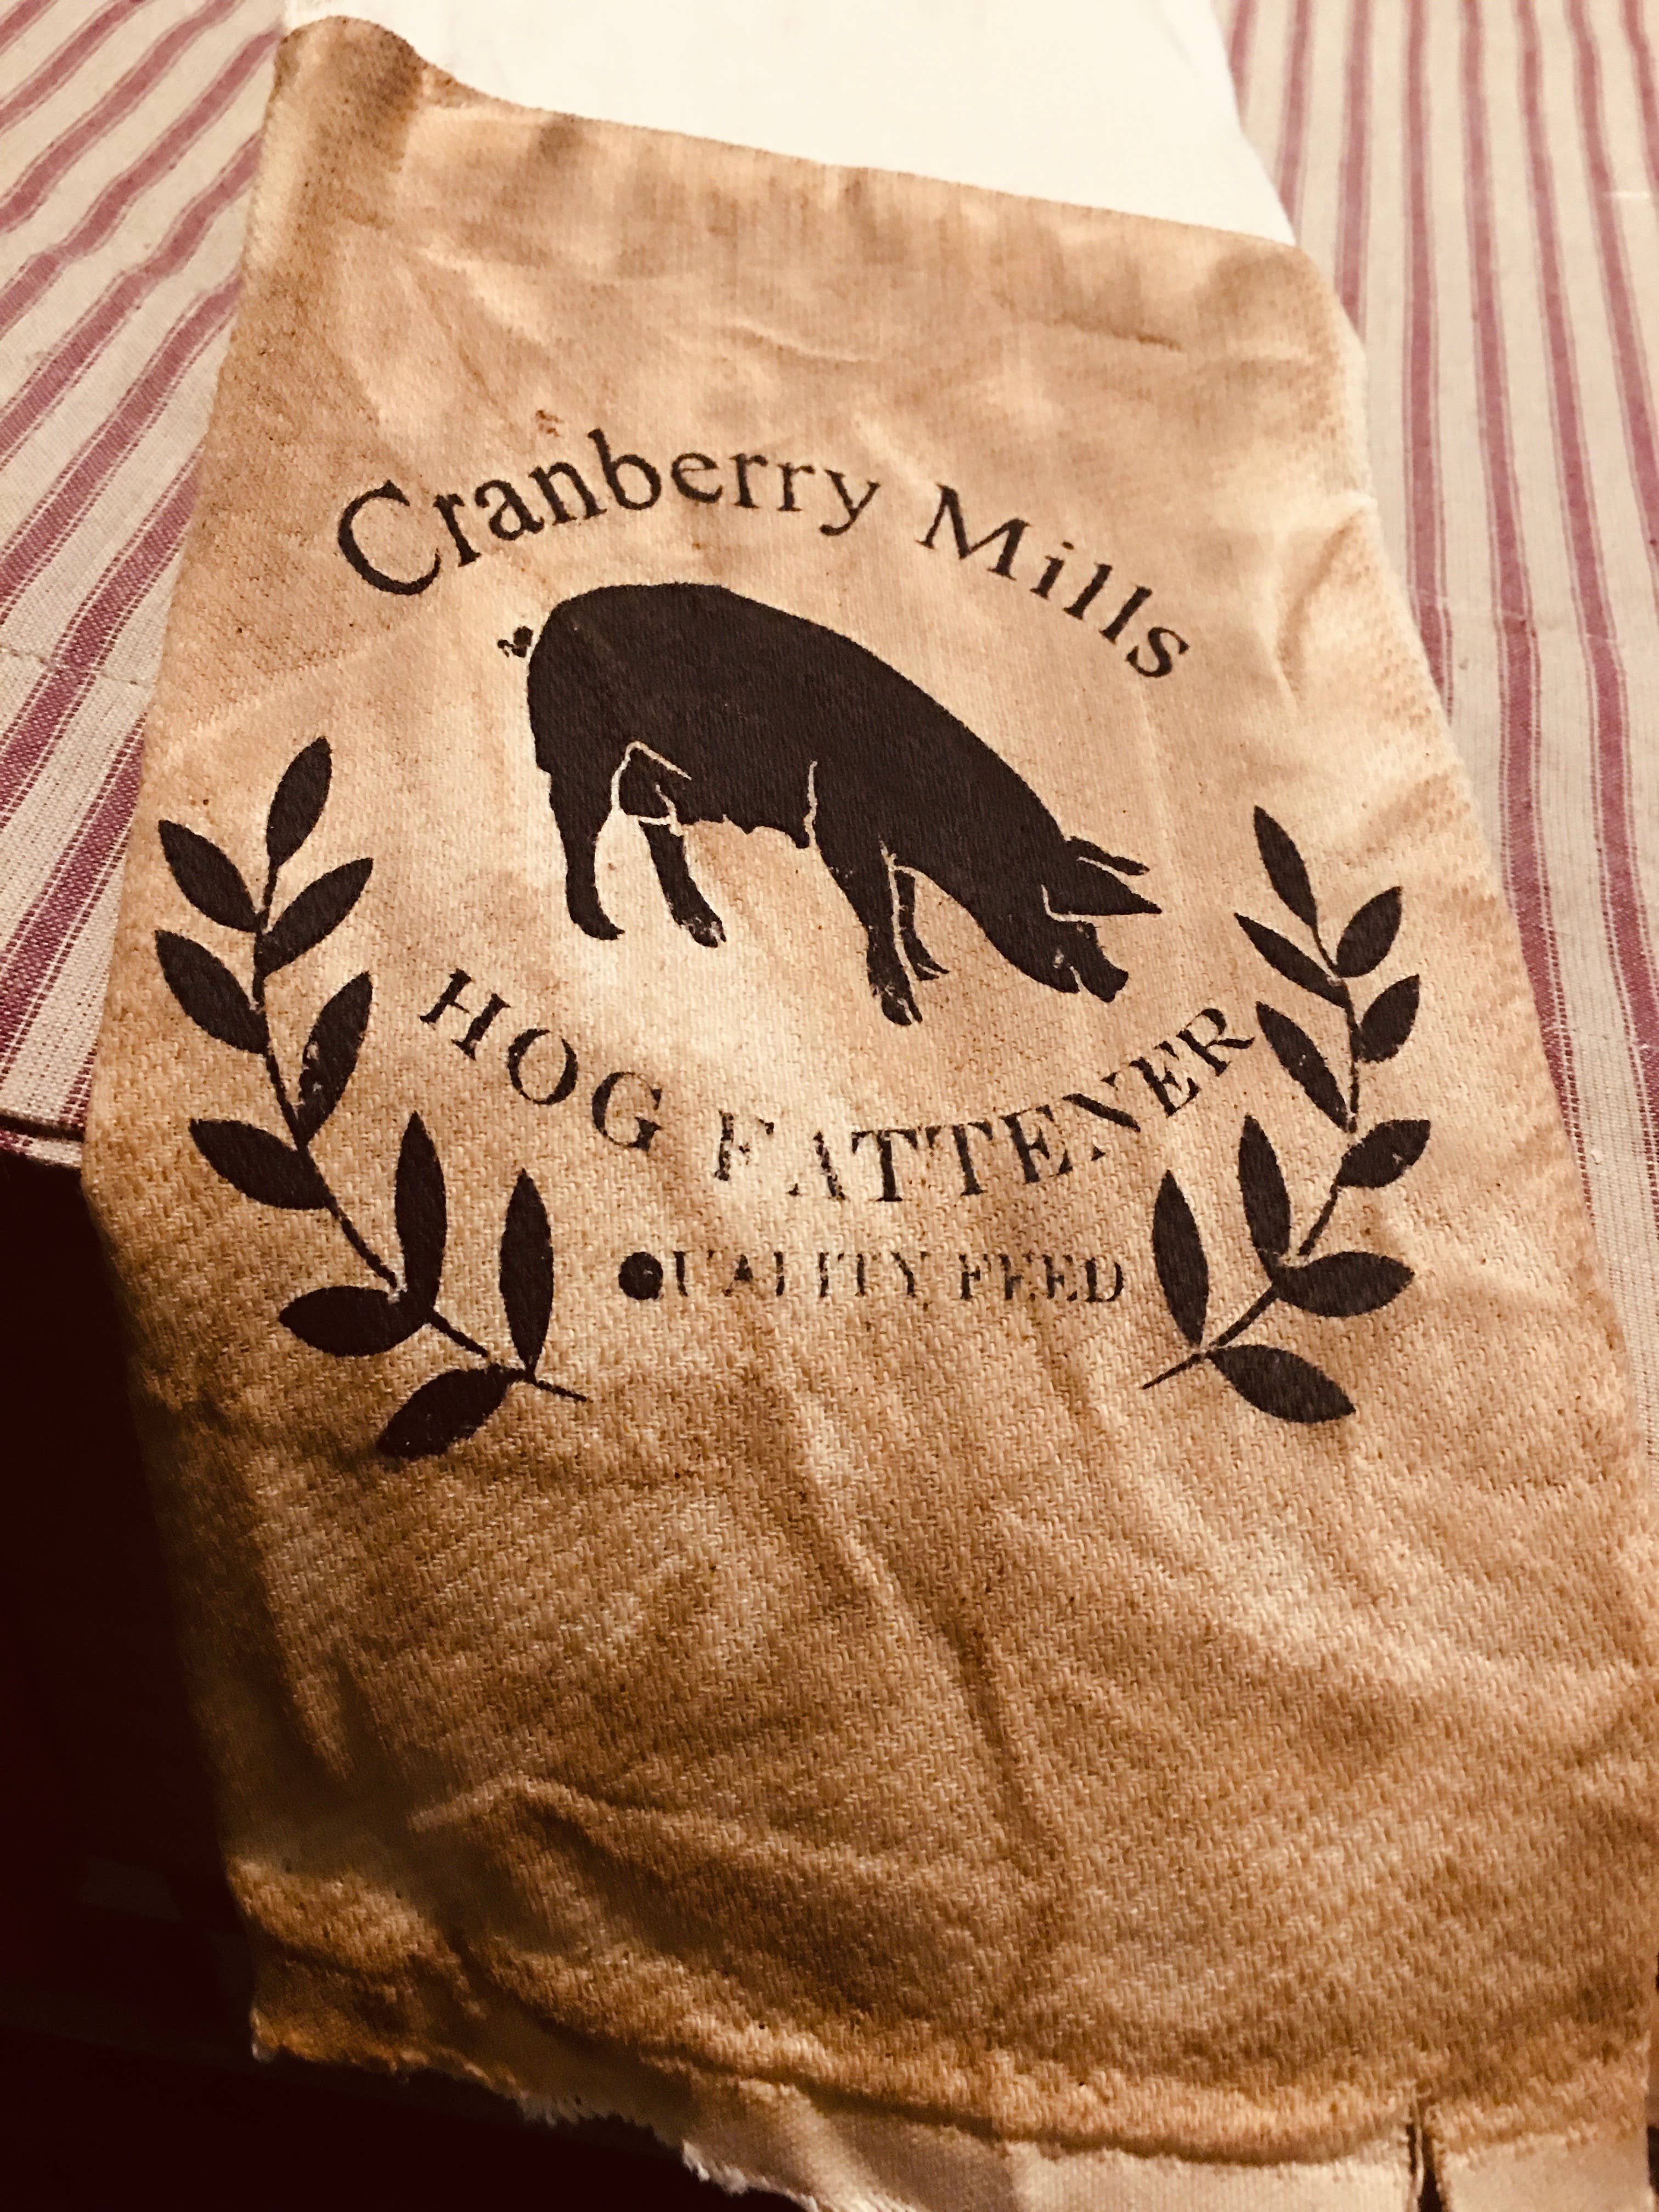 Cranberry Mills
HOG FATTENER
QUALITY FEED